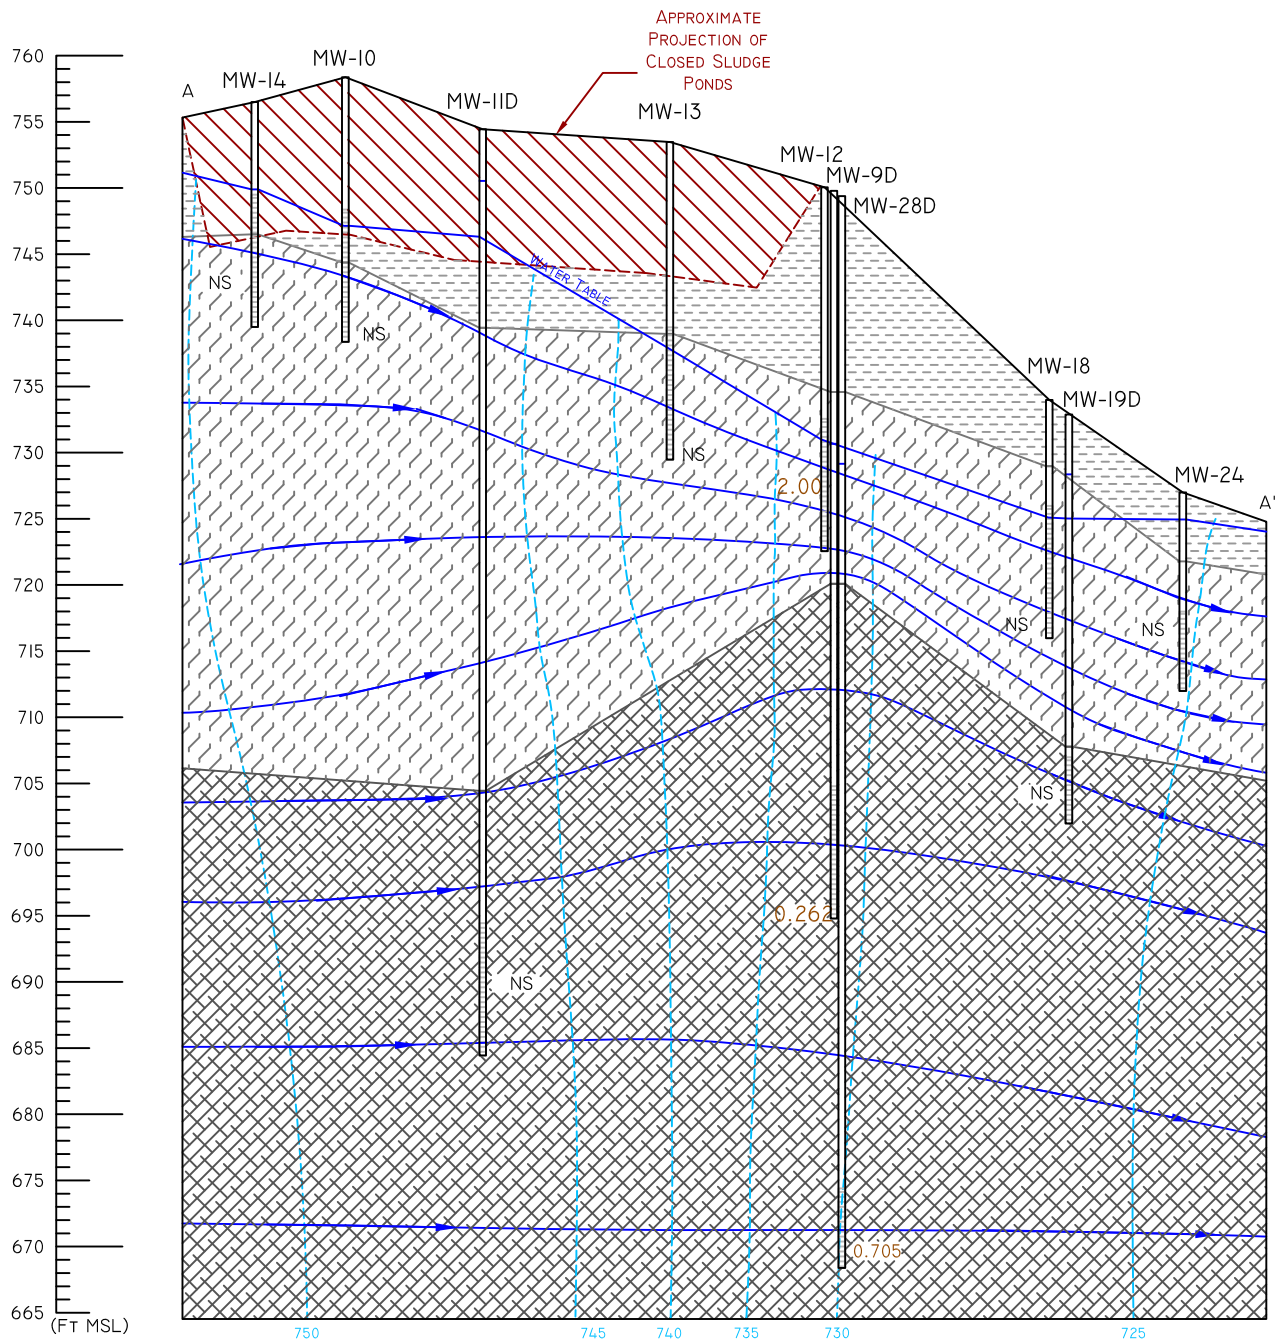 APPROXIMATE
PROJECTION OF
CLOSED SLUDGE
PONDS
760
MW-10
MW-14
A
MW-11D
MW-13
755
MW-12
MW-9D
750
MW-28D
745
NS
WATER TABLE
740
NS
735
MW-18
MW-19D
730
NS
MW-24
2.00
725
A'
720
715
NS
NS
710
705
NS
700
695
0.262
690
NS
685
680
675
670
0.705
665
(FT MSL)
750
745
740
735
730
725